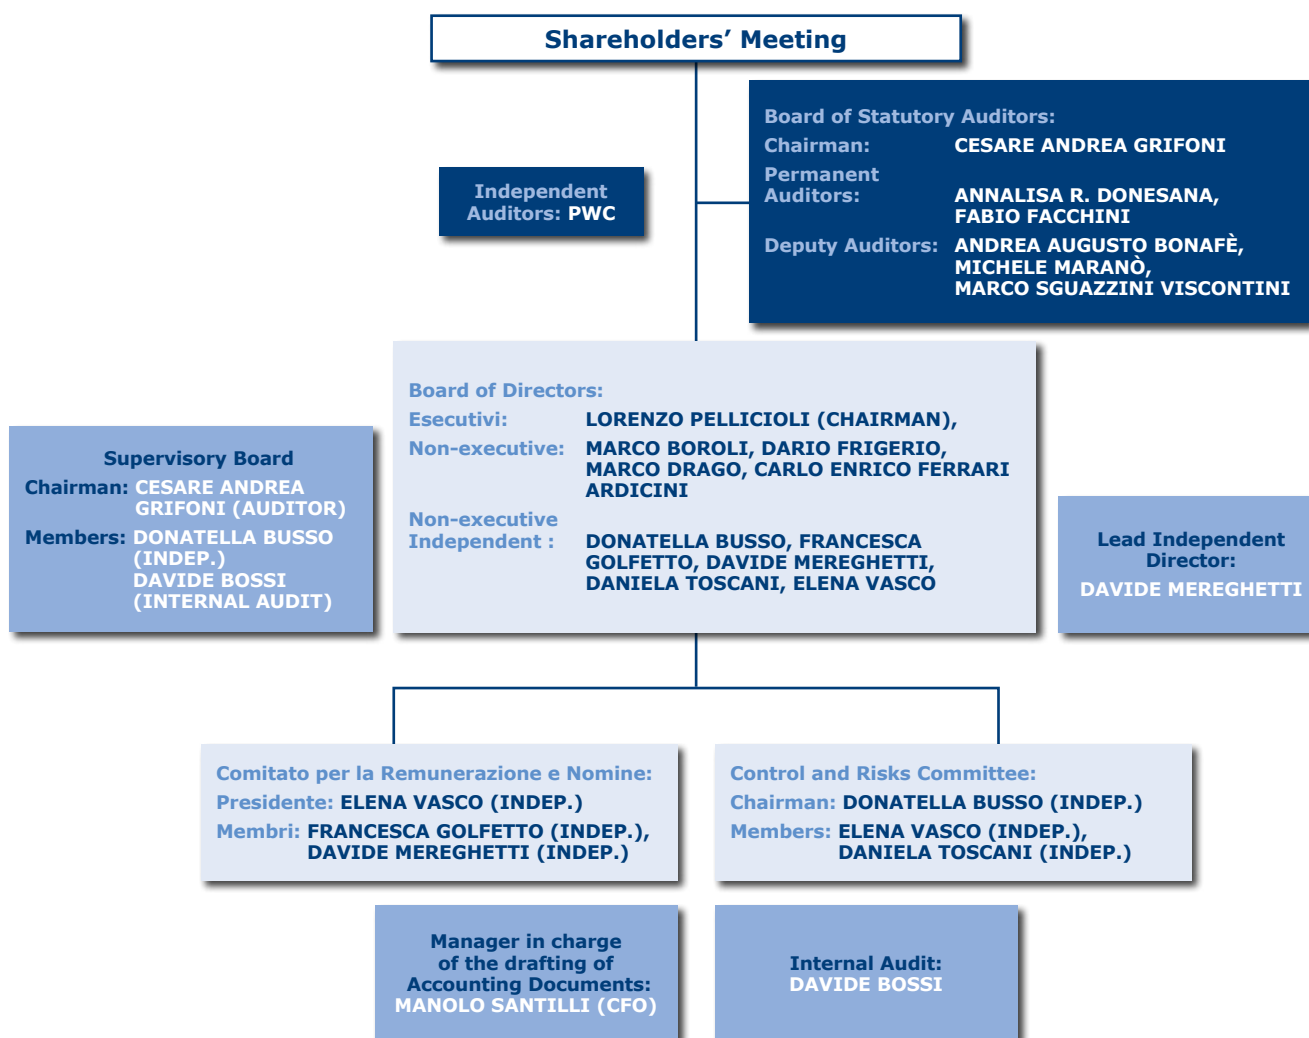 Shareholders’ Meeting
Board of Statutory Auditors:
Chairman: CESARE ANDREA GRIFONI
Permanent
Auditors: ANNALISA R. DONESANA,
FABIO FACCHINI
Deputy Auditors: ANDREA AUGUSTO BONAFÈ,
MICHELE MARANÒ,
MARCO SGUAZZINI VISCONTINI
Independent
Auditors: PWC
Board of Directors:
Esecutivi: LORENZO PELLICIOLI (CHAIRMAN),
Non-executive: MARCO BOROLI, DARIO FRIGERIO,
MARCO DRAGO, CARLO ENRICO FERRARI
ARDICINI
Non-executive
Independent : DONATELLA BUSSO, FRANCESCA
GOLFETTO, DAVIDE MEREGHETTI,
DANIELA TOSCANI, ELENA VASCO
Supervisory Board
Chairman: CESARE ANDREA
GRIFONI (AUDITOR)
Members: DONATELLA BUSSO
(INDEP.)
DAVIDE BOSSI
(INTERNAL AUDIT)
Lead Independent
Director:
DAVIDE MEREGHETTI
Comitato per la Remunerazione e Nomine:
Presidente: ELENA VASCO (INDEP.)
Membri: FRANCESCA GOLFETTO (INDEP.),
DAVIDE MEREGHETTI (INDEP.)
Control and Risks Committee:
Chairman: DONATELLA BUSSO (INDEP.)
Members: ELENA VASCO (INDEP.),
DANIELA TOSCANI (INDEP.)
Manager in charge
of the drafting of
Accounting Documents:
MANOLO SANTILLI (CFO)
Internal Audit:
DAVIDE BOSSI